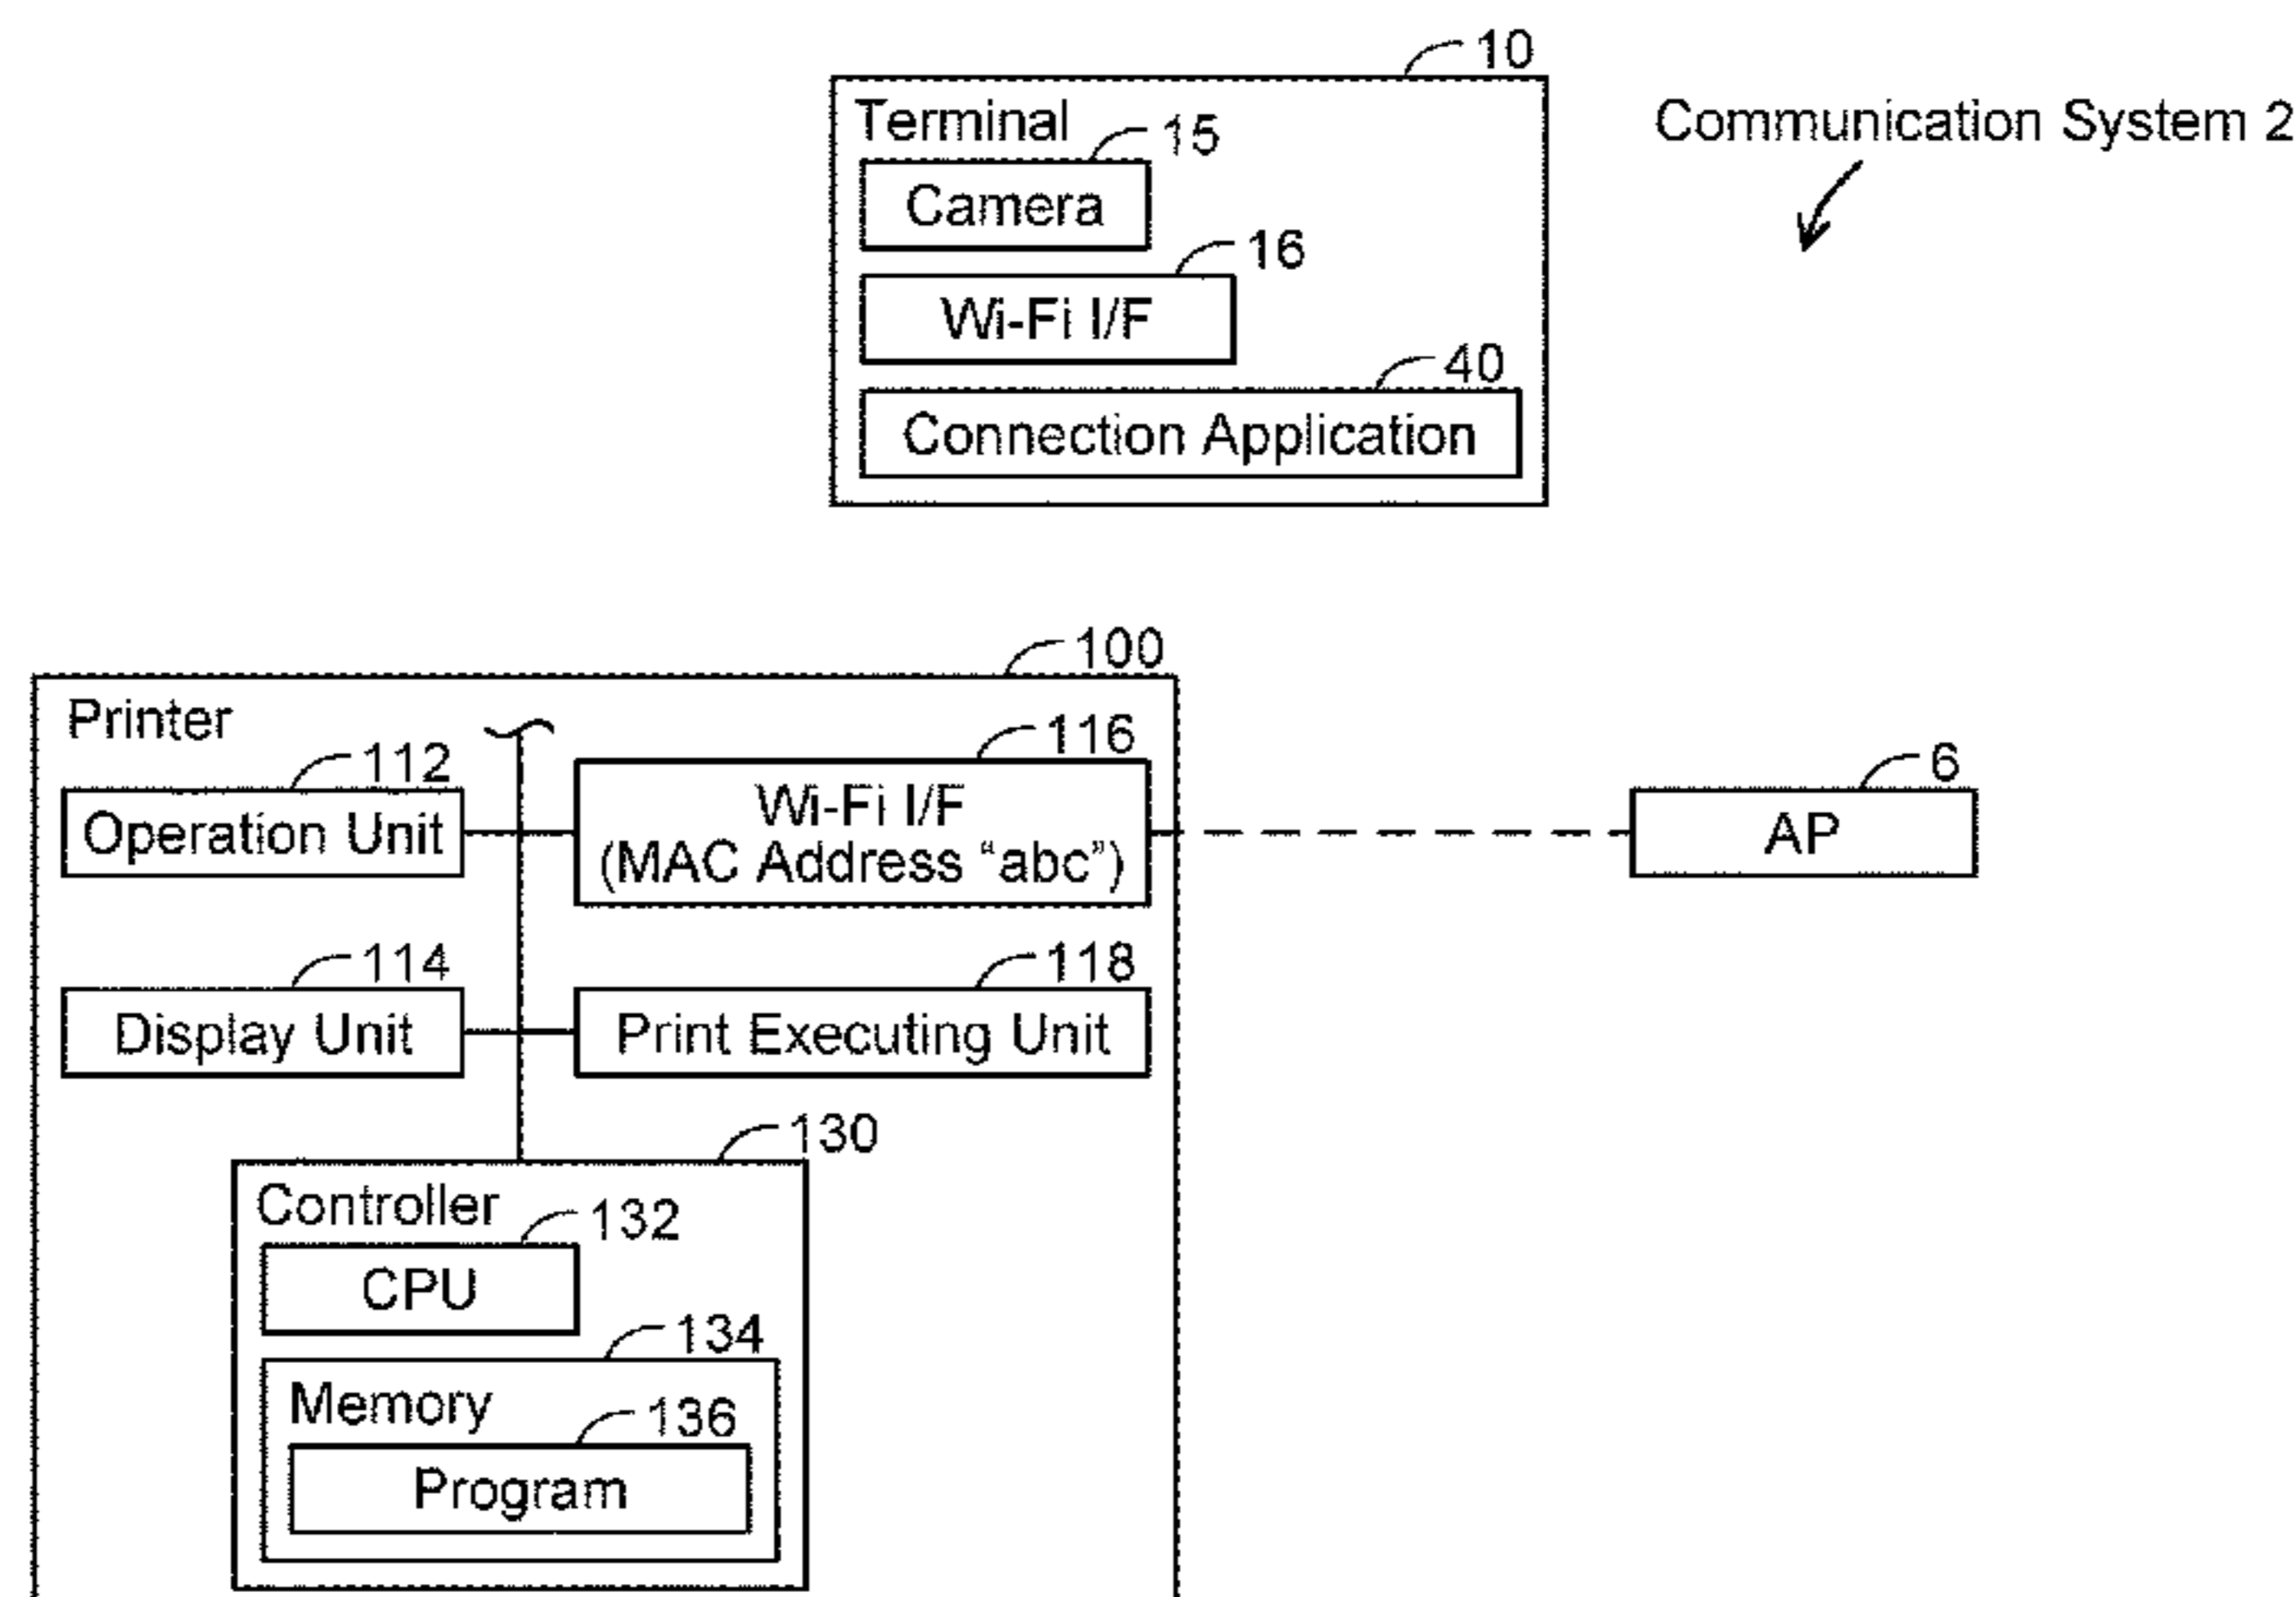 10
Terminal
15
Camera
16
Wi-Fi I/F
40
Connection Application
Communication System 2
100
Printer
112
Operation Unit
116
Wi-Fi I/F
(MAC Address “abc”)
6
AP
114
Display Unit
118
Print Executing Unit
130
Controller
132
CPU
134
Memory
136
Program